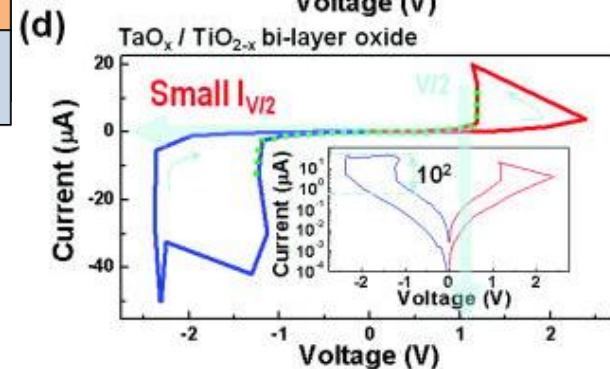 Voltage (V)
(d)
TaOₓ / TiO₂₋ₓ bi-layer oxide
Current (μA)
20
0
-20
-40
Small I_V/2
V/2
Current (μA)
10¹
10⁰
10⁻¹
10⁻²
10⁻³
10⁻⁴
10²
-2 -1 0 1 2
Voltage (V)
-2 -1 0 1 2
Voltage (V)